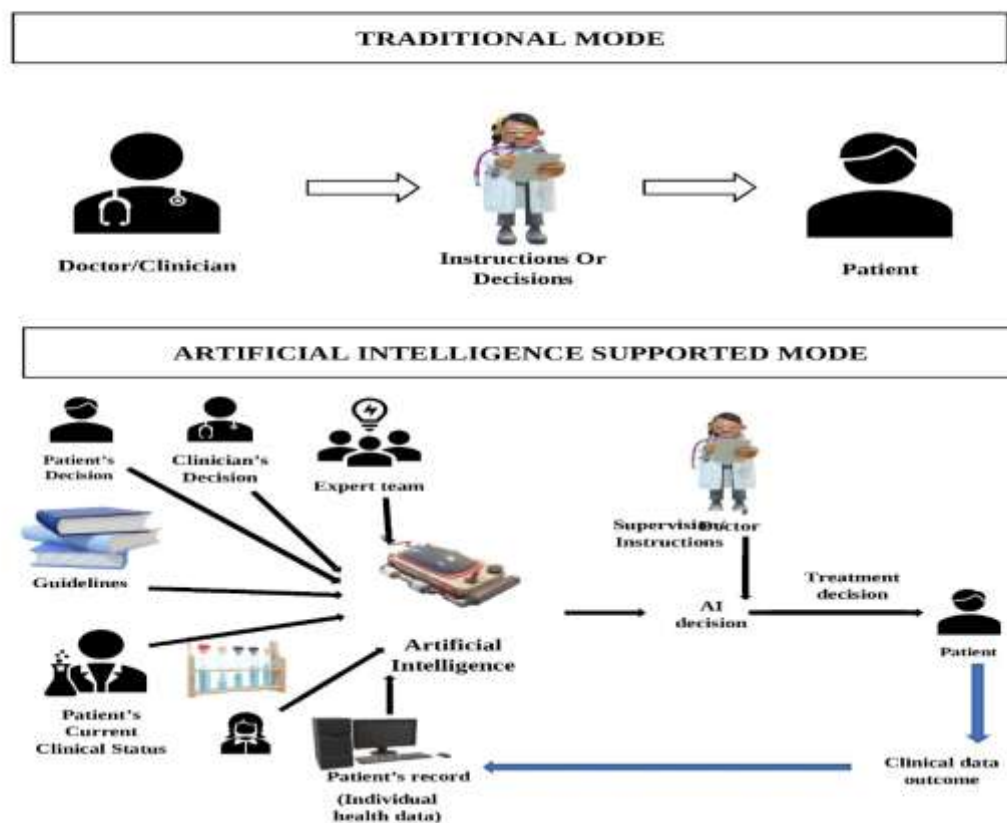 TRADITIONAL MODE
Doctor/Clinician
Instructions Or
Decisions
Patient
ARTIFICIAL INTELLIGENCE SUPPORTED MODE
Patient's
Decision
Clinician's
Decision
Expert team
Guidelines
Patient's
Current
Clinical Status
Artificial
Intelligence
Patient's record
(Individual
health data)
Supervision/
Instructions
Doctor
AI
decision
Treatment
decision
Patient
Clinical data
outcome